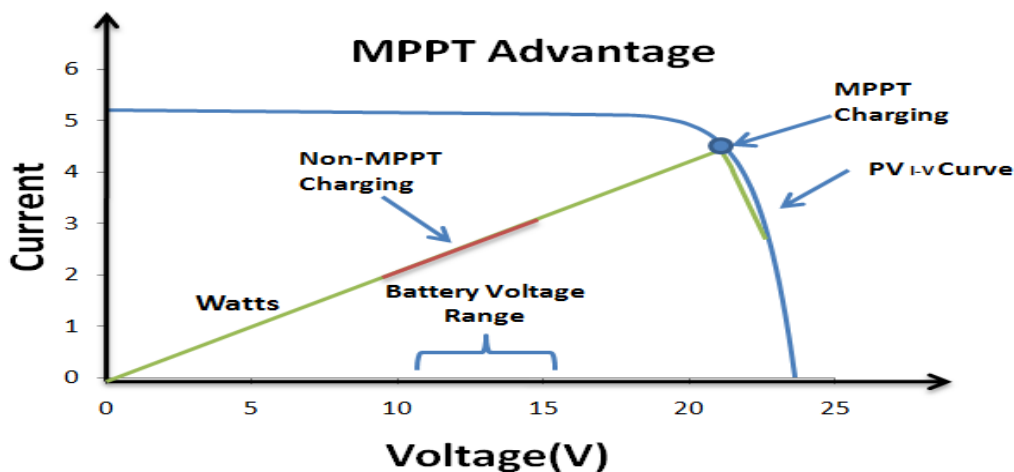 MPPT Advantage
6
5
4
3
2
1
0
Current
MPPT
Charging
Non-MPPT
Charging
PV I-V Curve
Watts
Battery Voltage
Range
0
5
10
15
20
25
Voltage(V)